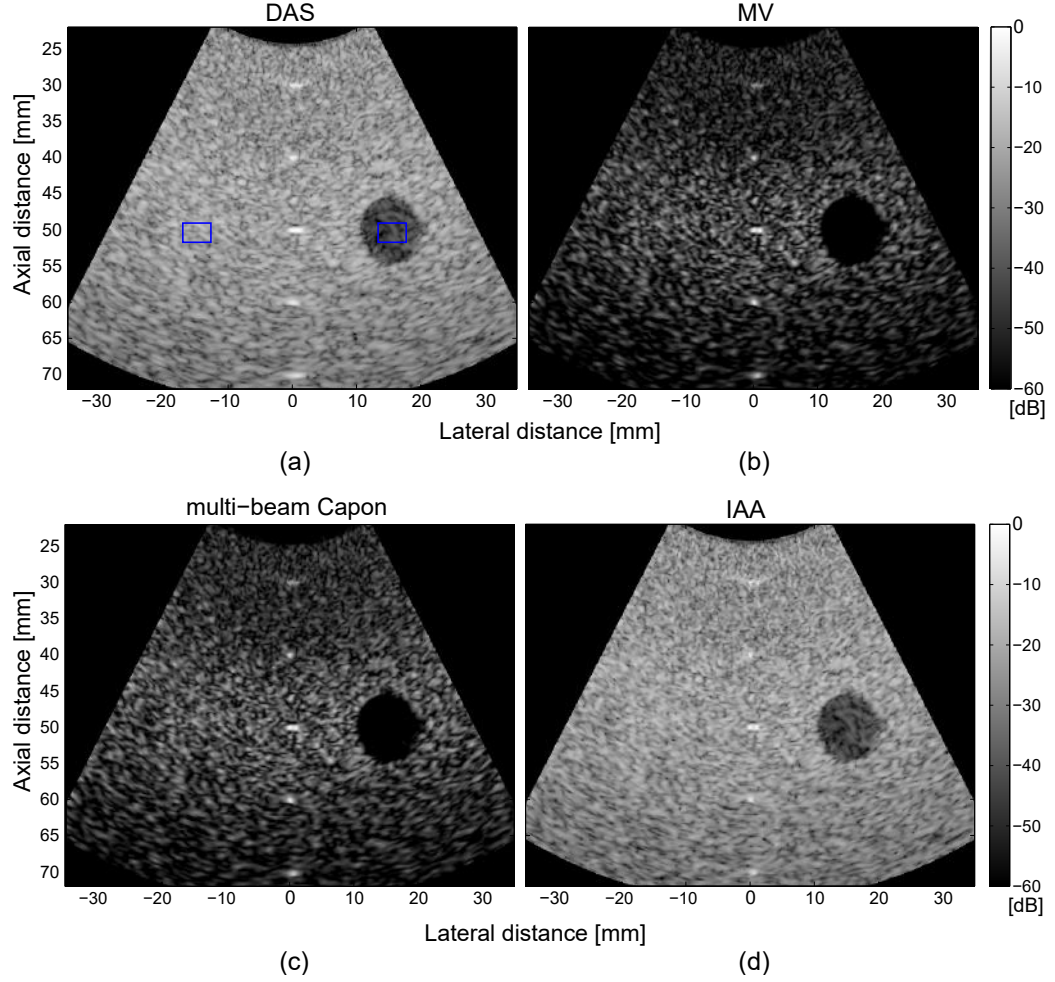 DAS
MV
25
30
35
40
45
50
55
60
65
70
Axial distance [mm]
−30 −20 −10 0 10 20 30
−30 −20 −10 0 10 20 30
0
−10
−20
−30
−40
−50
−60
[dB]
Lateral distance [mm]
(a)
(b)
multi−beam Capon
IAA
25
30
35
40
45
50
55
60
65
70
Axial distance [mm]
−30 −20 −10 0 10 20 30
−30 −20 −10 0 10 20 30
0
−10
−20
−30
−40
−50
−60
[dB]
Lateral distance [mm]
(c)
(d)